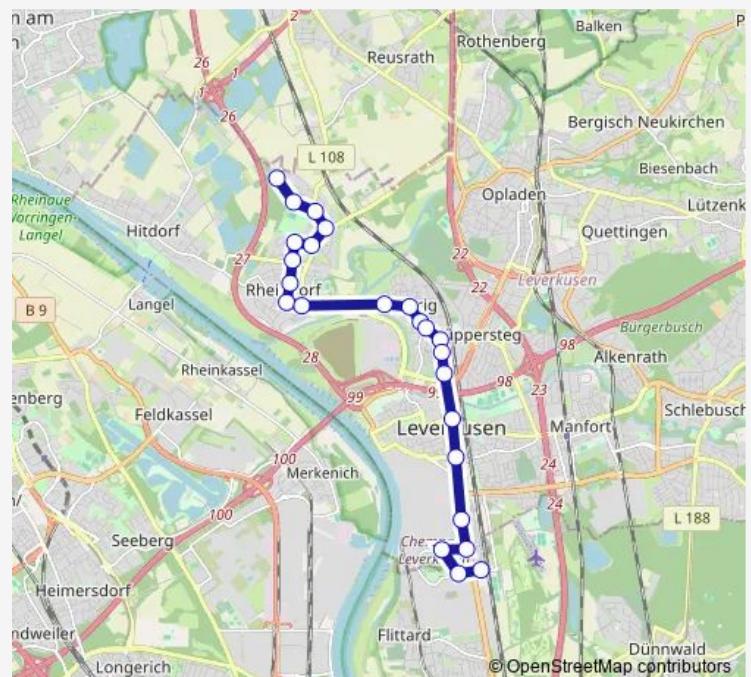 m am
n
26
2
1
1
26
Reusrath
Rothenberg
Balken
P
Bergisch Neukirchen
L 108
Biesenbach
Opladen
Lützenk
Rheinaue
Worringen-
Langel
Hitdorf
Quettingen
22
22
Leverkusen
27
B 9
Langel
Bürgerbusch
98
Rheinkassel
28
Alkenrath
98
23
enberg
99
Feldkassel
Schlebusch
Manfort
100
Merkenich
24
100
24
L 188
n/
Seeberg
Heimersdorf
ndweiler
Flittard
Dünnwald
Longerich
© OpenStreetMap contributors